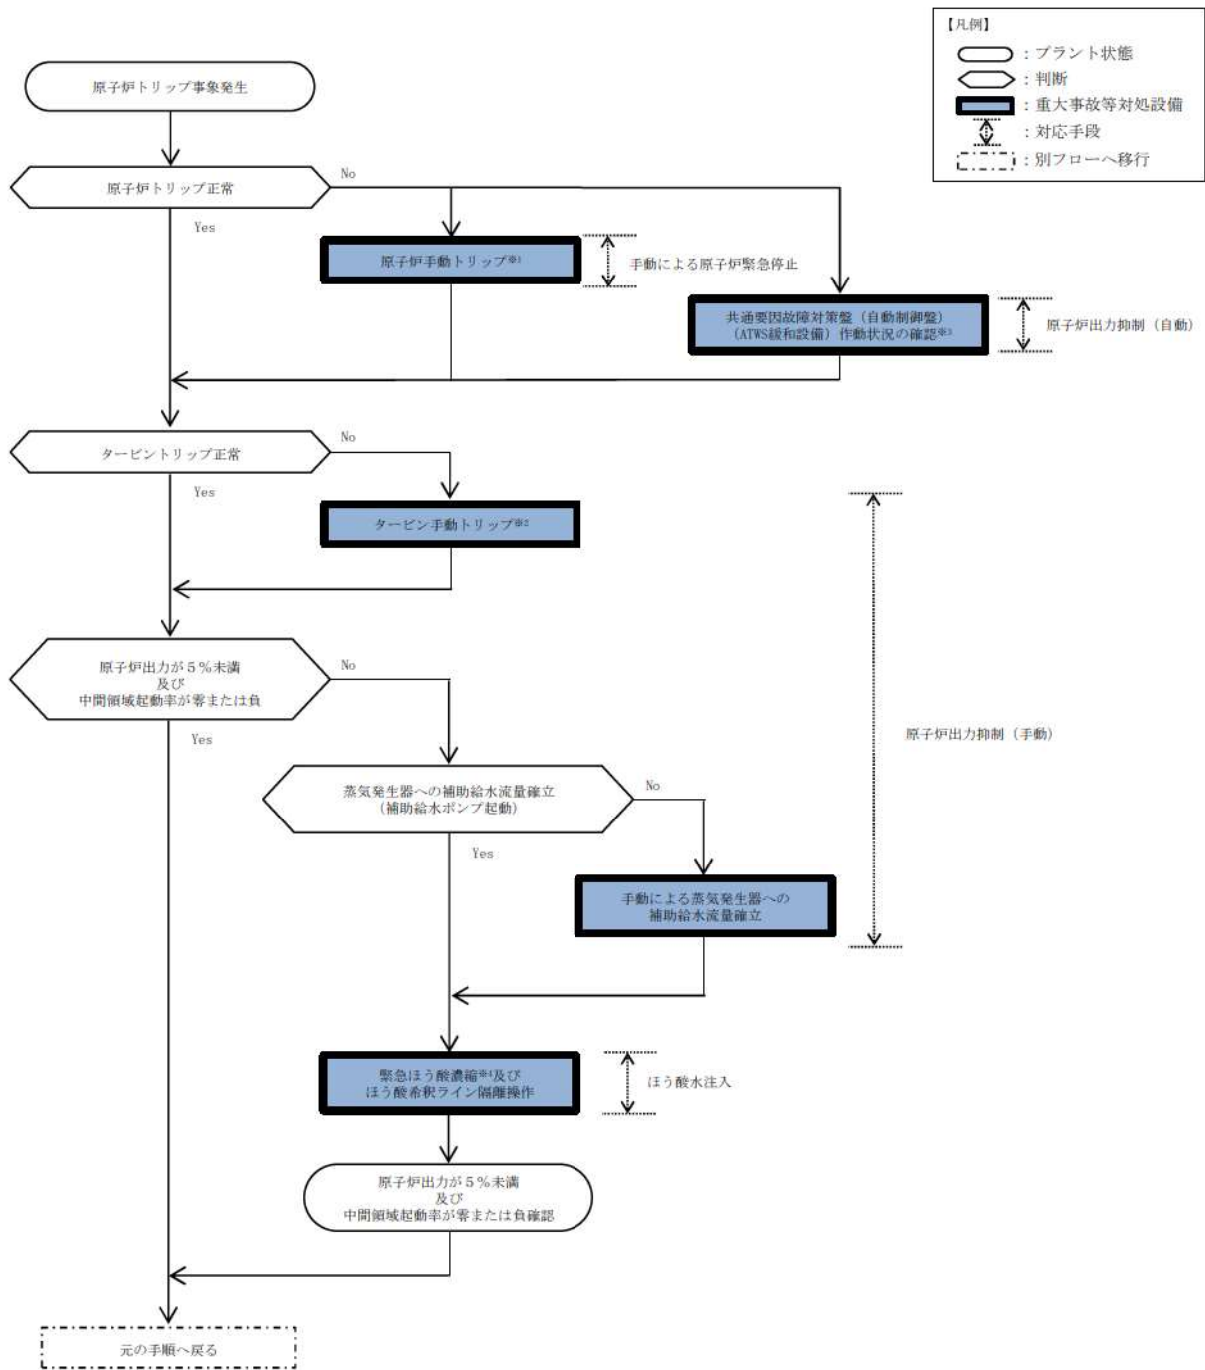 【凡例】
：プラント状態
：判断
：重大事故等対処設備
：対応手段
：別フローへ移行
原子炉トリップ事象発生
原子炉トリップ正常
No
Yes
原子炉手動トリップ※1
手動による原子炉緊急停止
共通要因故障対策盤（自動制御盤）
（ATWS緩和設備）作動状況の確認※3
原子炉出力抑制（自動）
タービントリップ正常
No
Yes
タービン手動トリップ※2
原子炉出力が５％未満
及び
中間領域起動率が零または負
No
Yes
原子炉出力抑制（手動）
蒸気発生器への補助給水流量確立
（補助給水ポンプ起動）
No
Yes
手動による蒸気発生器への
補助給水流量確立
緊急ほう酸濃縮※4及び
ほう酸希釈ライン隔離操作
ほう酸水注入
原子炉出力が５％未満
及び
中間領域起動率が零または負確認
元の手順へ戻る